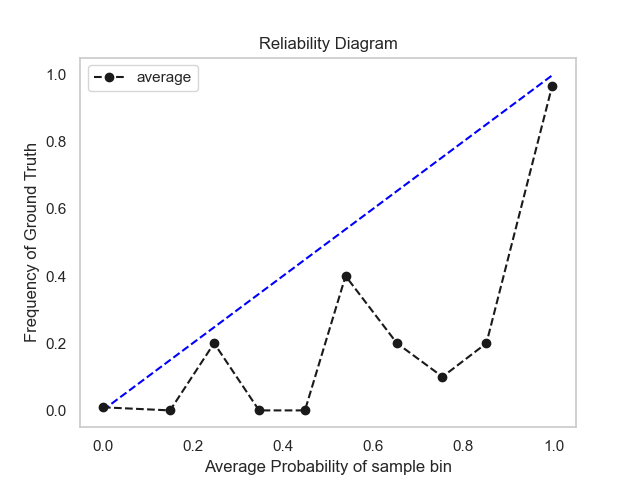 Reliability Diagram
average
Frequency of Ground Truth
1.0
0.8
0.6
0.4
0.2
0.0
0.0 0.2 0.4 0.6 0.8 1.0
Average Probability of sample bin